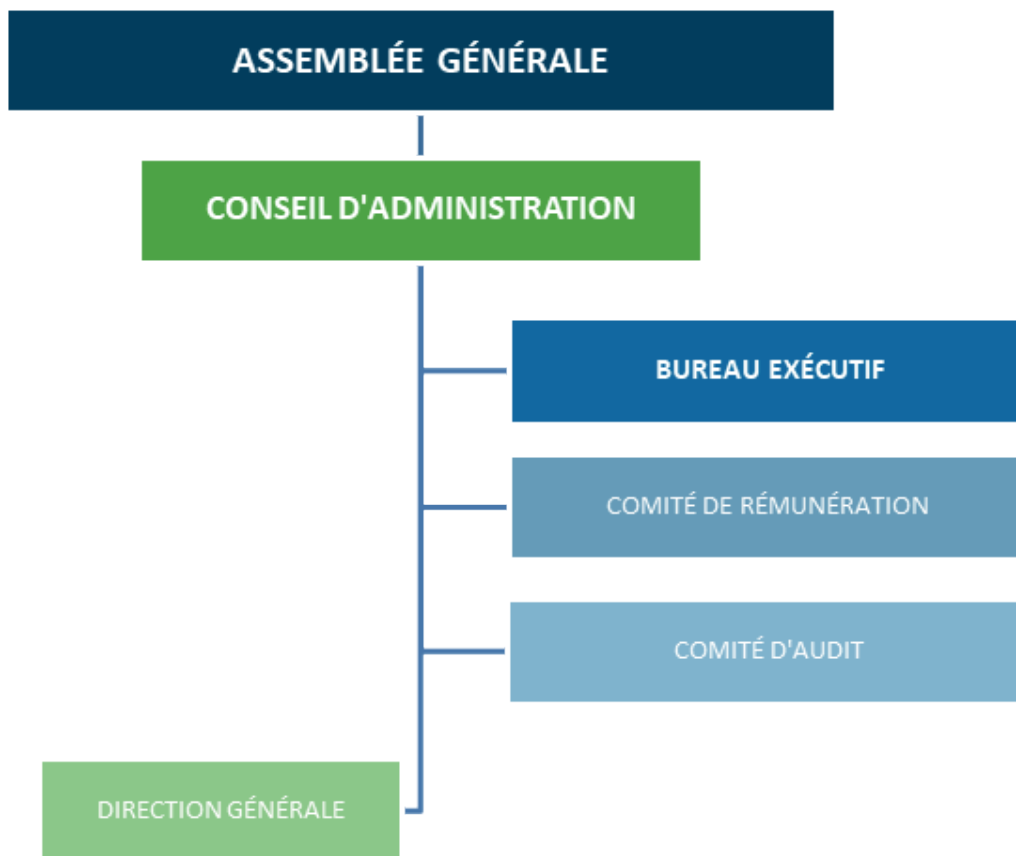 ASSEMBLÉE GÉNÉRALE
CONSEIL D'ADMINISTRATION
BUREAU EXÉCUTIF
COMITÉ DE RÉMUNÉRATION
COMITÉ D'AUDIT
DIRECTION GÉNÉRALE